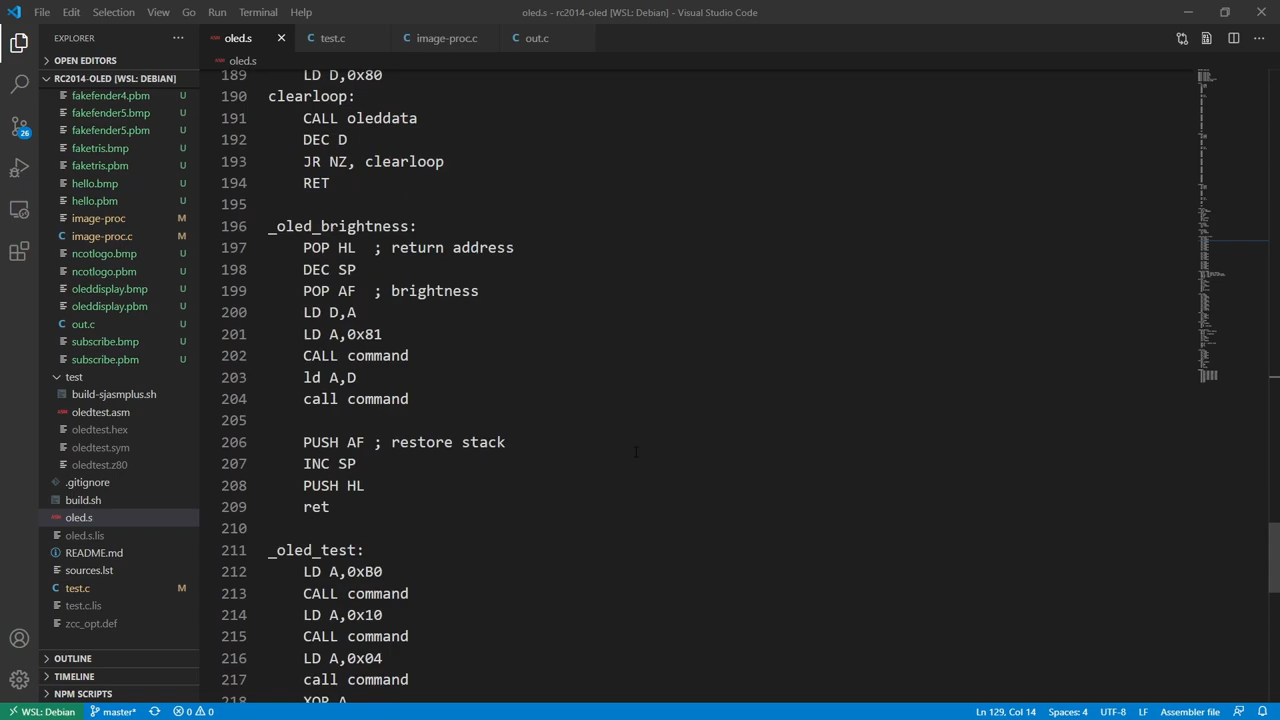 File Edit Selection View Go Run Terminal Help
oled.s - rc2014-oled [WSL: Debian] - Visual Studio Code
EXPLORER
OPEN EDITORS
RC2014-OLED [WSL: DEBIAN]
fakefender4.pbm U
fakefender5.bmp U
fakefender5.pbm U
faketris.bmp U
faketris.pbm U
hello.bmp U
hello.pbm U
image-proc M
image-proc.c M
ncotlogo.bmp U
ncotlogo.pbm U
oleddisplay.bmp U
oleddisplay.pbm U
out.c U
subscribe.bmp U
subscribe.pbm U
test
build-sjasmplus.sh
oledtest.asm
oledtest.hex
oledtest.sym
oledtest.z80
.gitignore
build.sh
oled.s
oled.s.lis
README.md
sources.lst
test.c M
test.c.lis
zcc_opt.def
OUTLINE
TIMELINE
NPM SCRIPTS
26
oled.s test.c image-proc.c out.c
oled.s
189 LD D,0x80
190 clearloop:
191 CALL oleddata
192 DEC D
193 JR NZ, clearloop
194 RET
195
196 _oled_brightness:
197 POP HL ; return address
198 DEC SP
199 POP AF ; brightness
200 LD D,A
201 LD A,0x81
202 CALL command
203 ld A,D
204 call command
205
206 PUSH AF ; restore stack
207 INC SP
208 PUSH HL
209 ret
210
211 _oled_test:
212 LD A,0xB0
213 CALL command
214 LD A,0x10
215 CALL command
216 LD A,0x04
217 call command
218 XOR A
WSL: Debian master* 0 0 Ln 129, Col 14 Spaces: 4 UTF-8 LF Assembler file